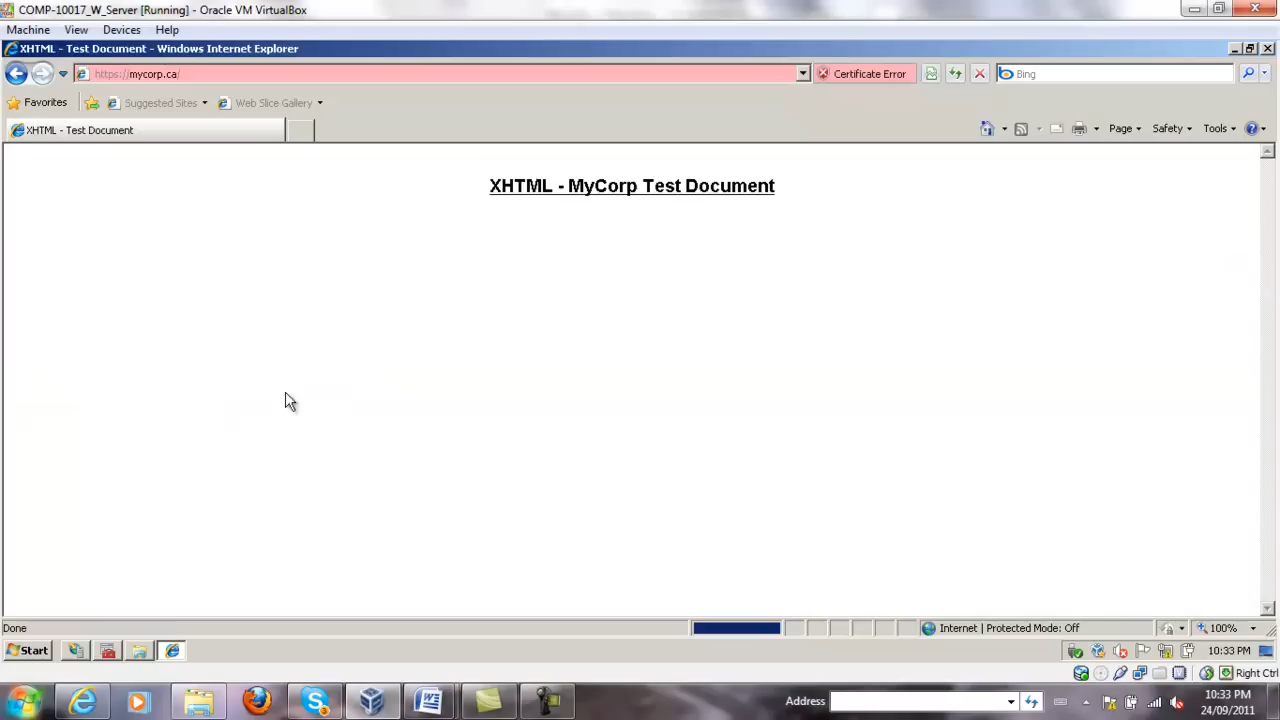 COMP-10017_W_Server [Running] - Oracle VM VirtualBox
Machine View Devices Help
XHTML - Test Document - Windows Internet Explorer
https://mycorp.ca/ Certificate Error Bing
Favorites Suggested Sites Web Slice Gallery
XHTML - Test Document Page Safety Tools
XHTML - MyCorp Test Document
Done Internet | Protected Mode: Off 100%
Start 10:33 PM
Right Ctrl
Address 10:33 PM
24/09/2011